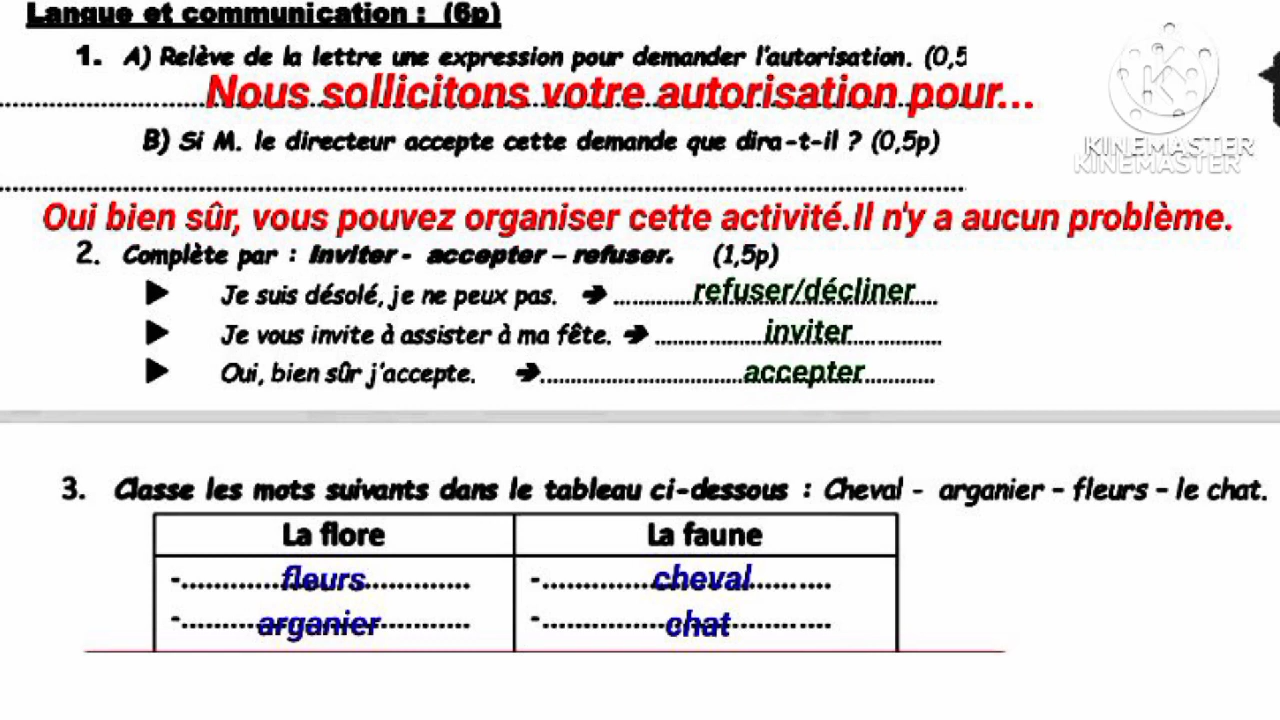 Langue et communication : (6p)
1. A) Relève de la lettre une expression pour demander l'autorisation. (0,5
Nous sollicitons votre autorisation pour...
B) Si M. le directeur accepte cette demande que dira-t-il ? (0,5p)
Oui bien sûr, vous pouvez organiser cette activité.Il n'y a aucun problème.
2. Complète par : Inviter - accepter – refuser. (1,5p)
Je suis désolé, je ne peux pas. → refuser/décliner
Je vous invite à assister à ma fête. → inviter
Oui, bien sûr j'accepte. → accepter
3. Classe les mots suivants dans le tableau ci-dessous : Cheval - arganier – fleurs – le chat.
La flore La faune
- fleurs - cheval
- arganier - chat
KINEMASTER
KINEMASTER